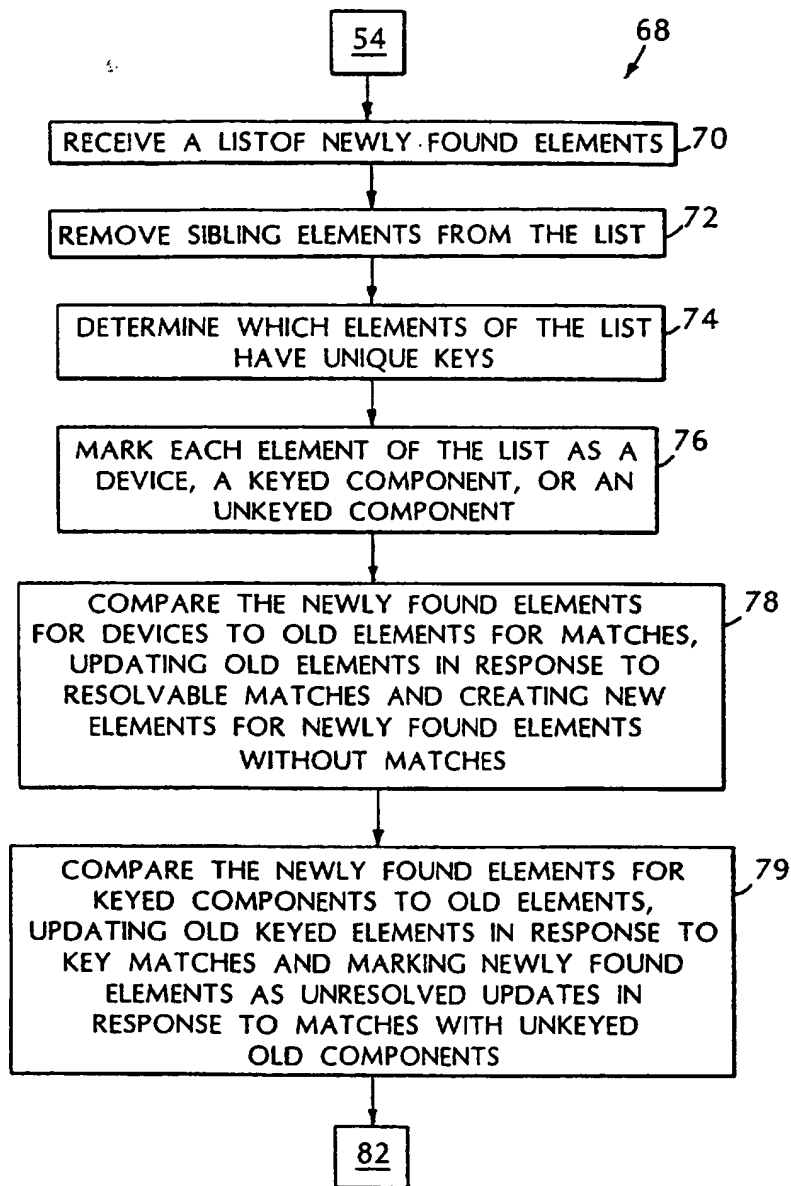 54
68
RECEIVE A LISTOF NEWLY FOUND ELEMENTS
70
REMOVE SIBLING ELEMENTS FROM THE LIST
72
DETERMINE WHICH ELEMENTS OF THE LIST
HAVE UNIQUE KEYS
74
MARK EACH ELEMENT OF THE LIST AS A
DEVICE, A KEYED COMPONENT, OR AN
UNKEYED COMPONENT
76
COMPARE THE NEWLY FOUND ELEMENTS
FOR DEVICES TO OLD ELEMENTS FOR MATCHES,
UPDATING OLD ELEMENTS IN RESPONSE TO
RESOLVABLE MATCHES AND CREATING NEW
ELEMENTS FOR NEWLY FOUND ELEMENTS
WITHOUT MATCHES
78
COMPARE THE NEWLY FOUND ELEMENTS FOR
KEYED COMPONENTS TO OLD ELEMENTS,
UPDATING OLD KEYED ELEMENTS IN RESPONSE TO
KEY MATCHES AND MARKING NEWLY FOUND
ELEMENTS AS UNRESOLVED UPDATES IN
RESPONSE TO MATCHES WITH UNKEYED
OLD COMPONENTS
79
82